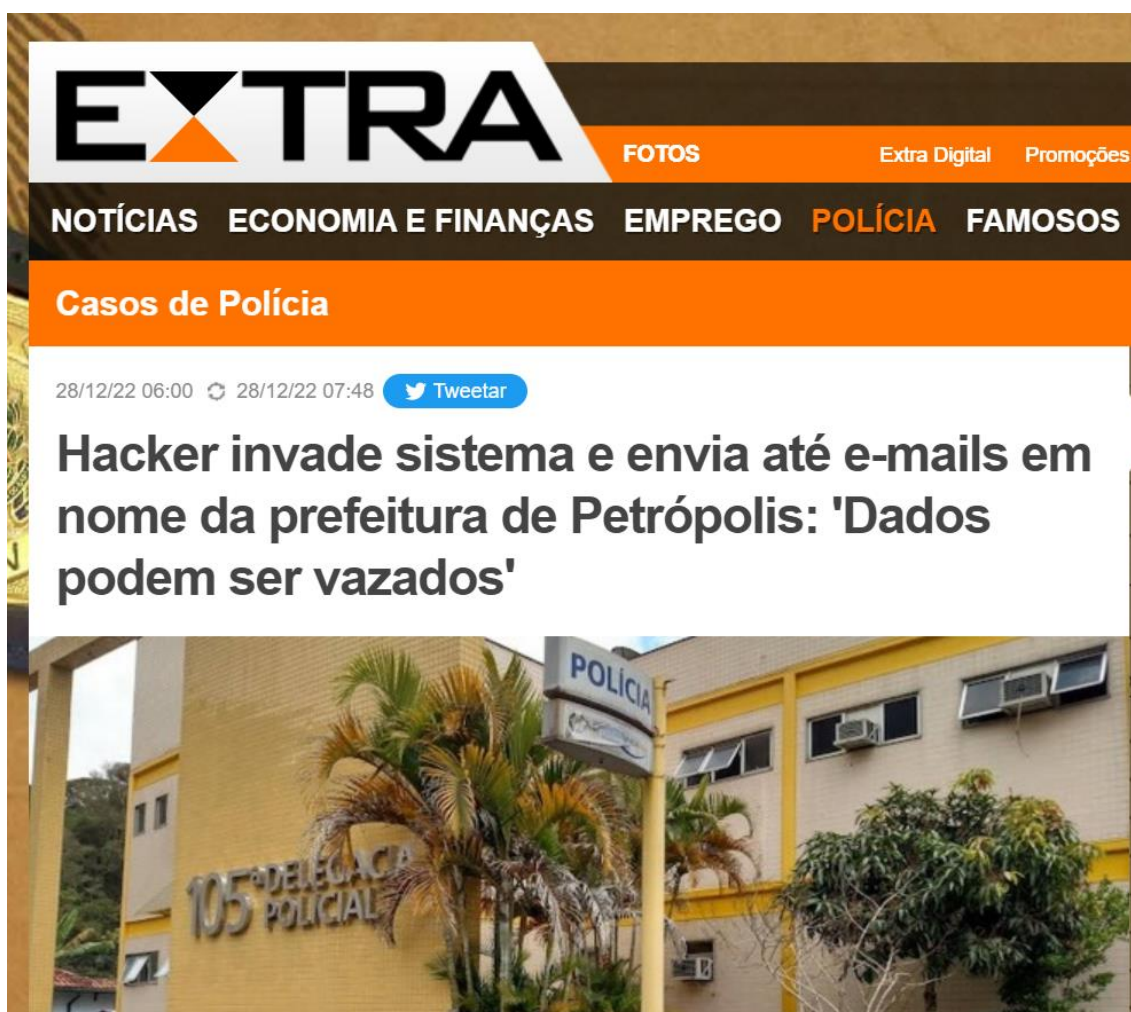 EXTRA
FOTOS Extra Digital Promoções
NOTÍCIAS ECONOMIA E FINANÇAS EMPREGO POLÍCIA FAMOSOS
Casos de Polícia
28/12/22 06:00 28/12/22 07:48 Tweetar
Hacker invade sistema e envia até e-mails em
nome da prefeitura de Petrópolis: 'Dados
podem ser vazados'
POLÍCIA
105ª DELEGACIA
POLICIAL